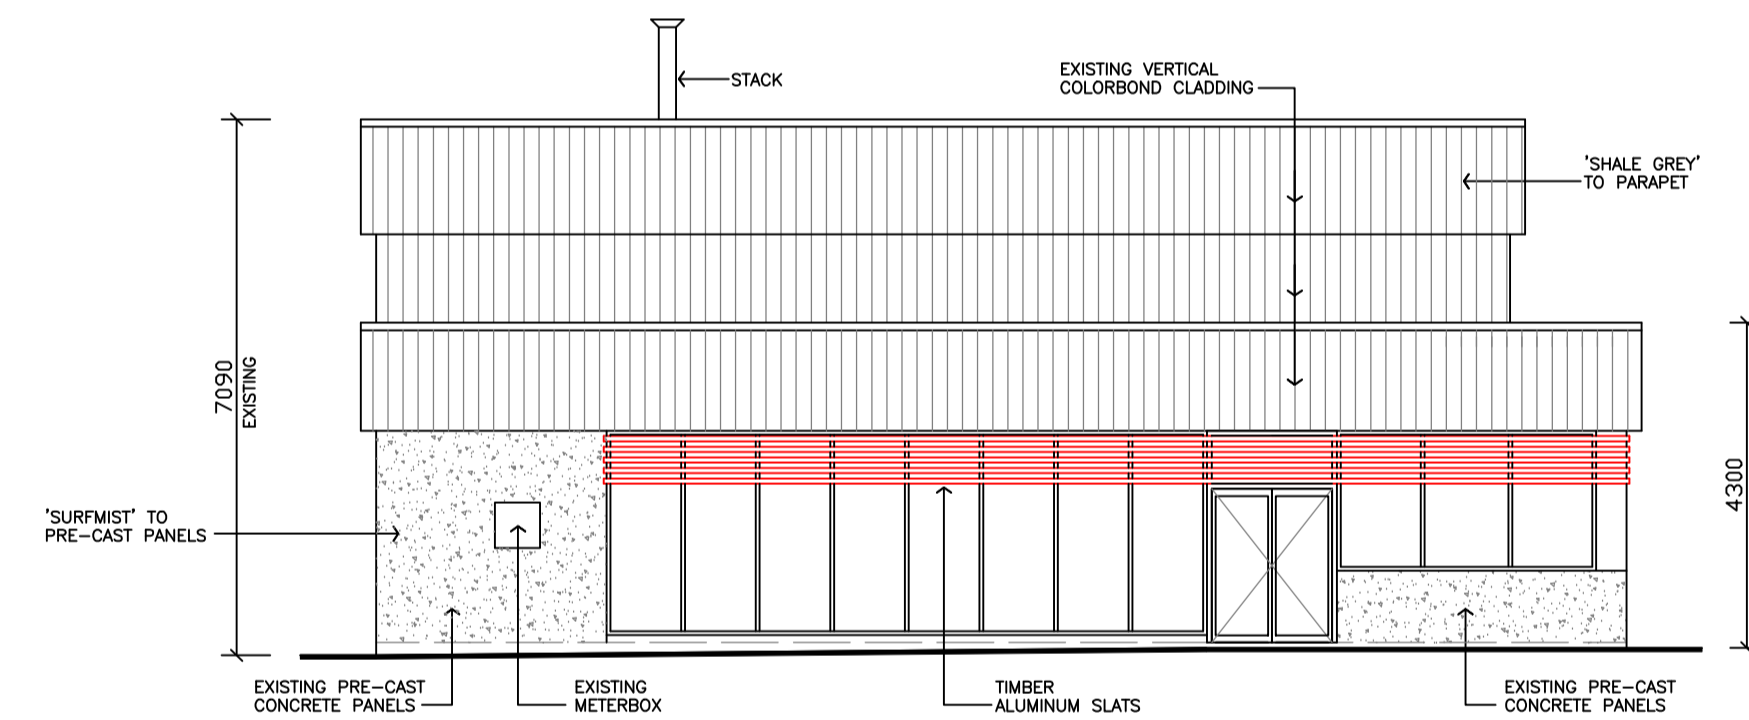 STACK
EXISTING VERTICAL
COLORBOND CLADDING
'SHALE GREY'
TO PARAPET
7090
EXISTING
4300
'SURFMIST' TO
PRE-CAST PANELS
EXISTING PRE-CAST
CONCRETE PANELS
EXISTING
METERBOX
TIMBER
ALUMINUM SLATS
EXISTING PRE-CAST
CONCRETE PANELS